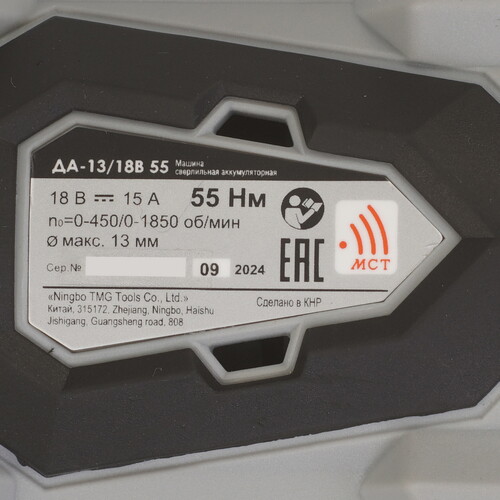 ДА-13/18В 55 Машина
сверлильная аккумуляторная
18 В ⎓ 15 А 55 Нм
n₀=0-450/0-1850 об/мин
Ø макс. 13 мм
Сер.№ 09 2024
EAC
МСТ
«Ningbo TMG Tools Co., Ltd.»
Китай, 315172, Zhejiang, Ningbo, Haishu
Jishigang, Guangsheng road, 808
Сделано в КНР